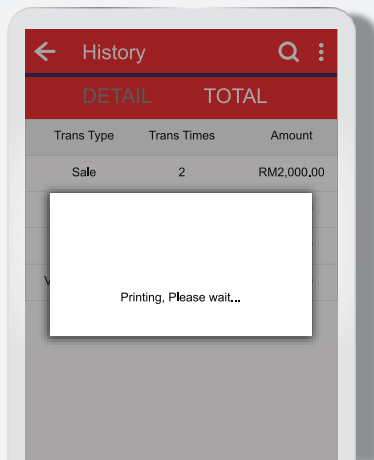 History
DETAIL TOTAL
Trans Type Trans Times Amount
Sale 2 RM2,000.00
Printing, Please wait...